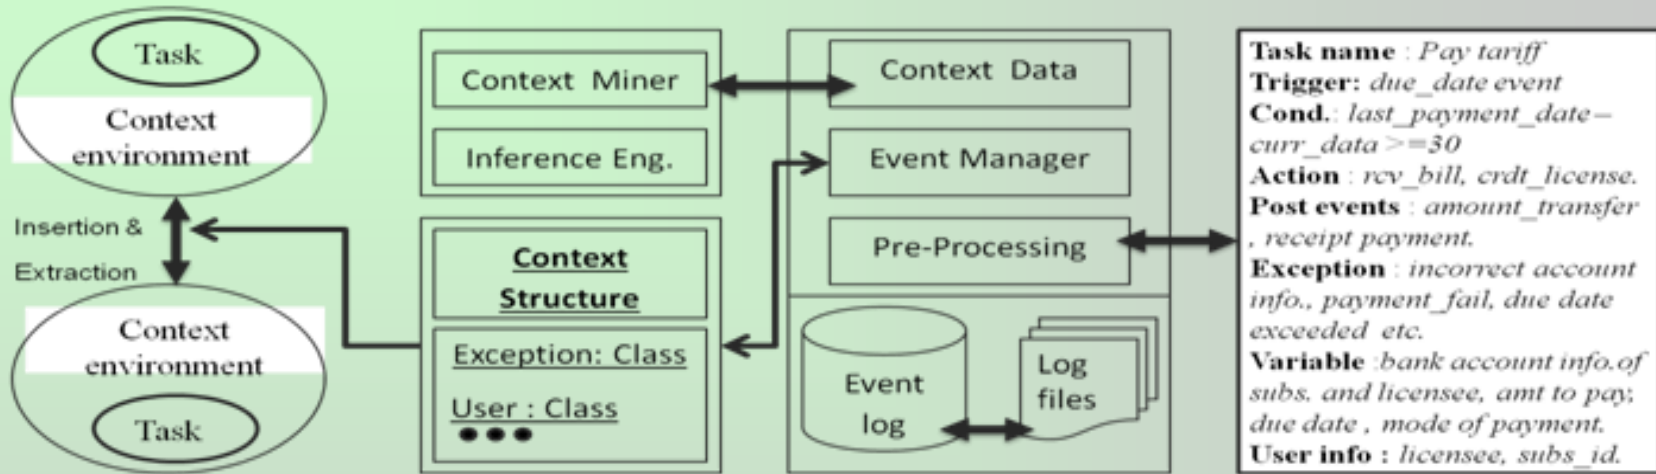 Task
Context
environment
Insertion &
Extraction
Context
environment
Task
Context Miner
Inference Eng.
Context
Structure
Exception: Class
User : Class
Context Data
Event Manager
Pre-Processing
Event
log
Log
files
Task name : Pay tariff
Trigger: due_date event
Cond.: last_payment_date–
curr_data >=30
Action : rcv_bill, crdt_license.
Post events : amount_transfer
, receipt payment.
Exception : incorrect account
info., payment_fail, due date
exceeded etc.
Variable :bank account info.of
subs. and licensee, amt to pay,
due date , mode of payment.
User info : licensee, subs_id.